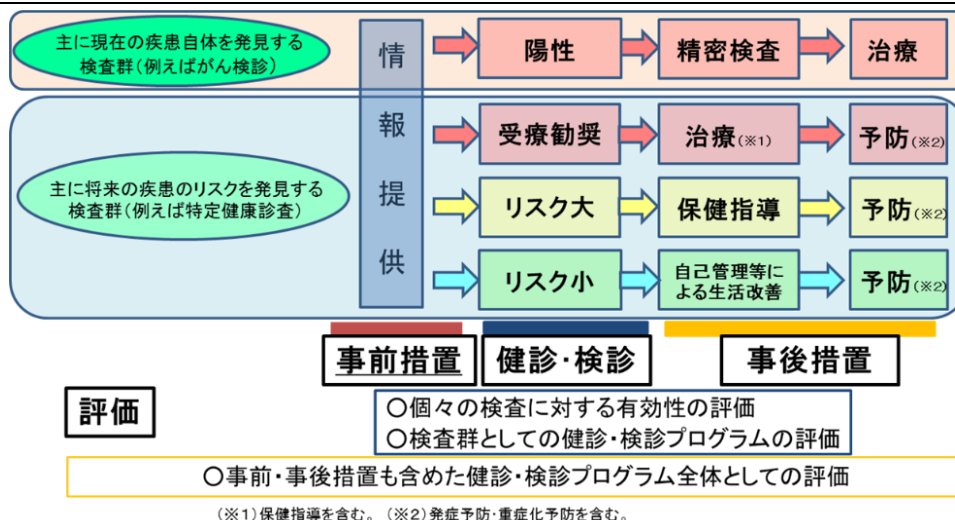 主に現在の疾患自体を発見する
検査群(例えばがん検診)
情報提供
陽性
精密検査
治療
主に将来の疾患のリスクを発見する
検査群(例えば特定健康診査)
受療勧奨
治療(※1)
予防(※2)
リスク大
保健指導
予防(※2)
リスク小
自己管理等に
よる生活改善
予防(※2)
事前措置
健診・検診
事後措置
評価
○個々の検査に対する有効性の評価
○検査群としての健診・検診プログラムの評価
○事前・事後措置も含めた健診・検診プログラム全体としての評価
(※1)保健指導を含む。 (※2)発症予防・重症化予防を含む。